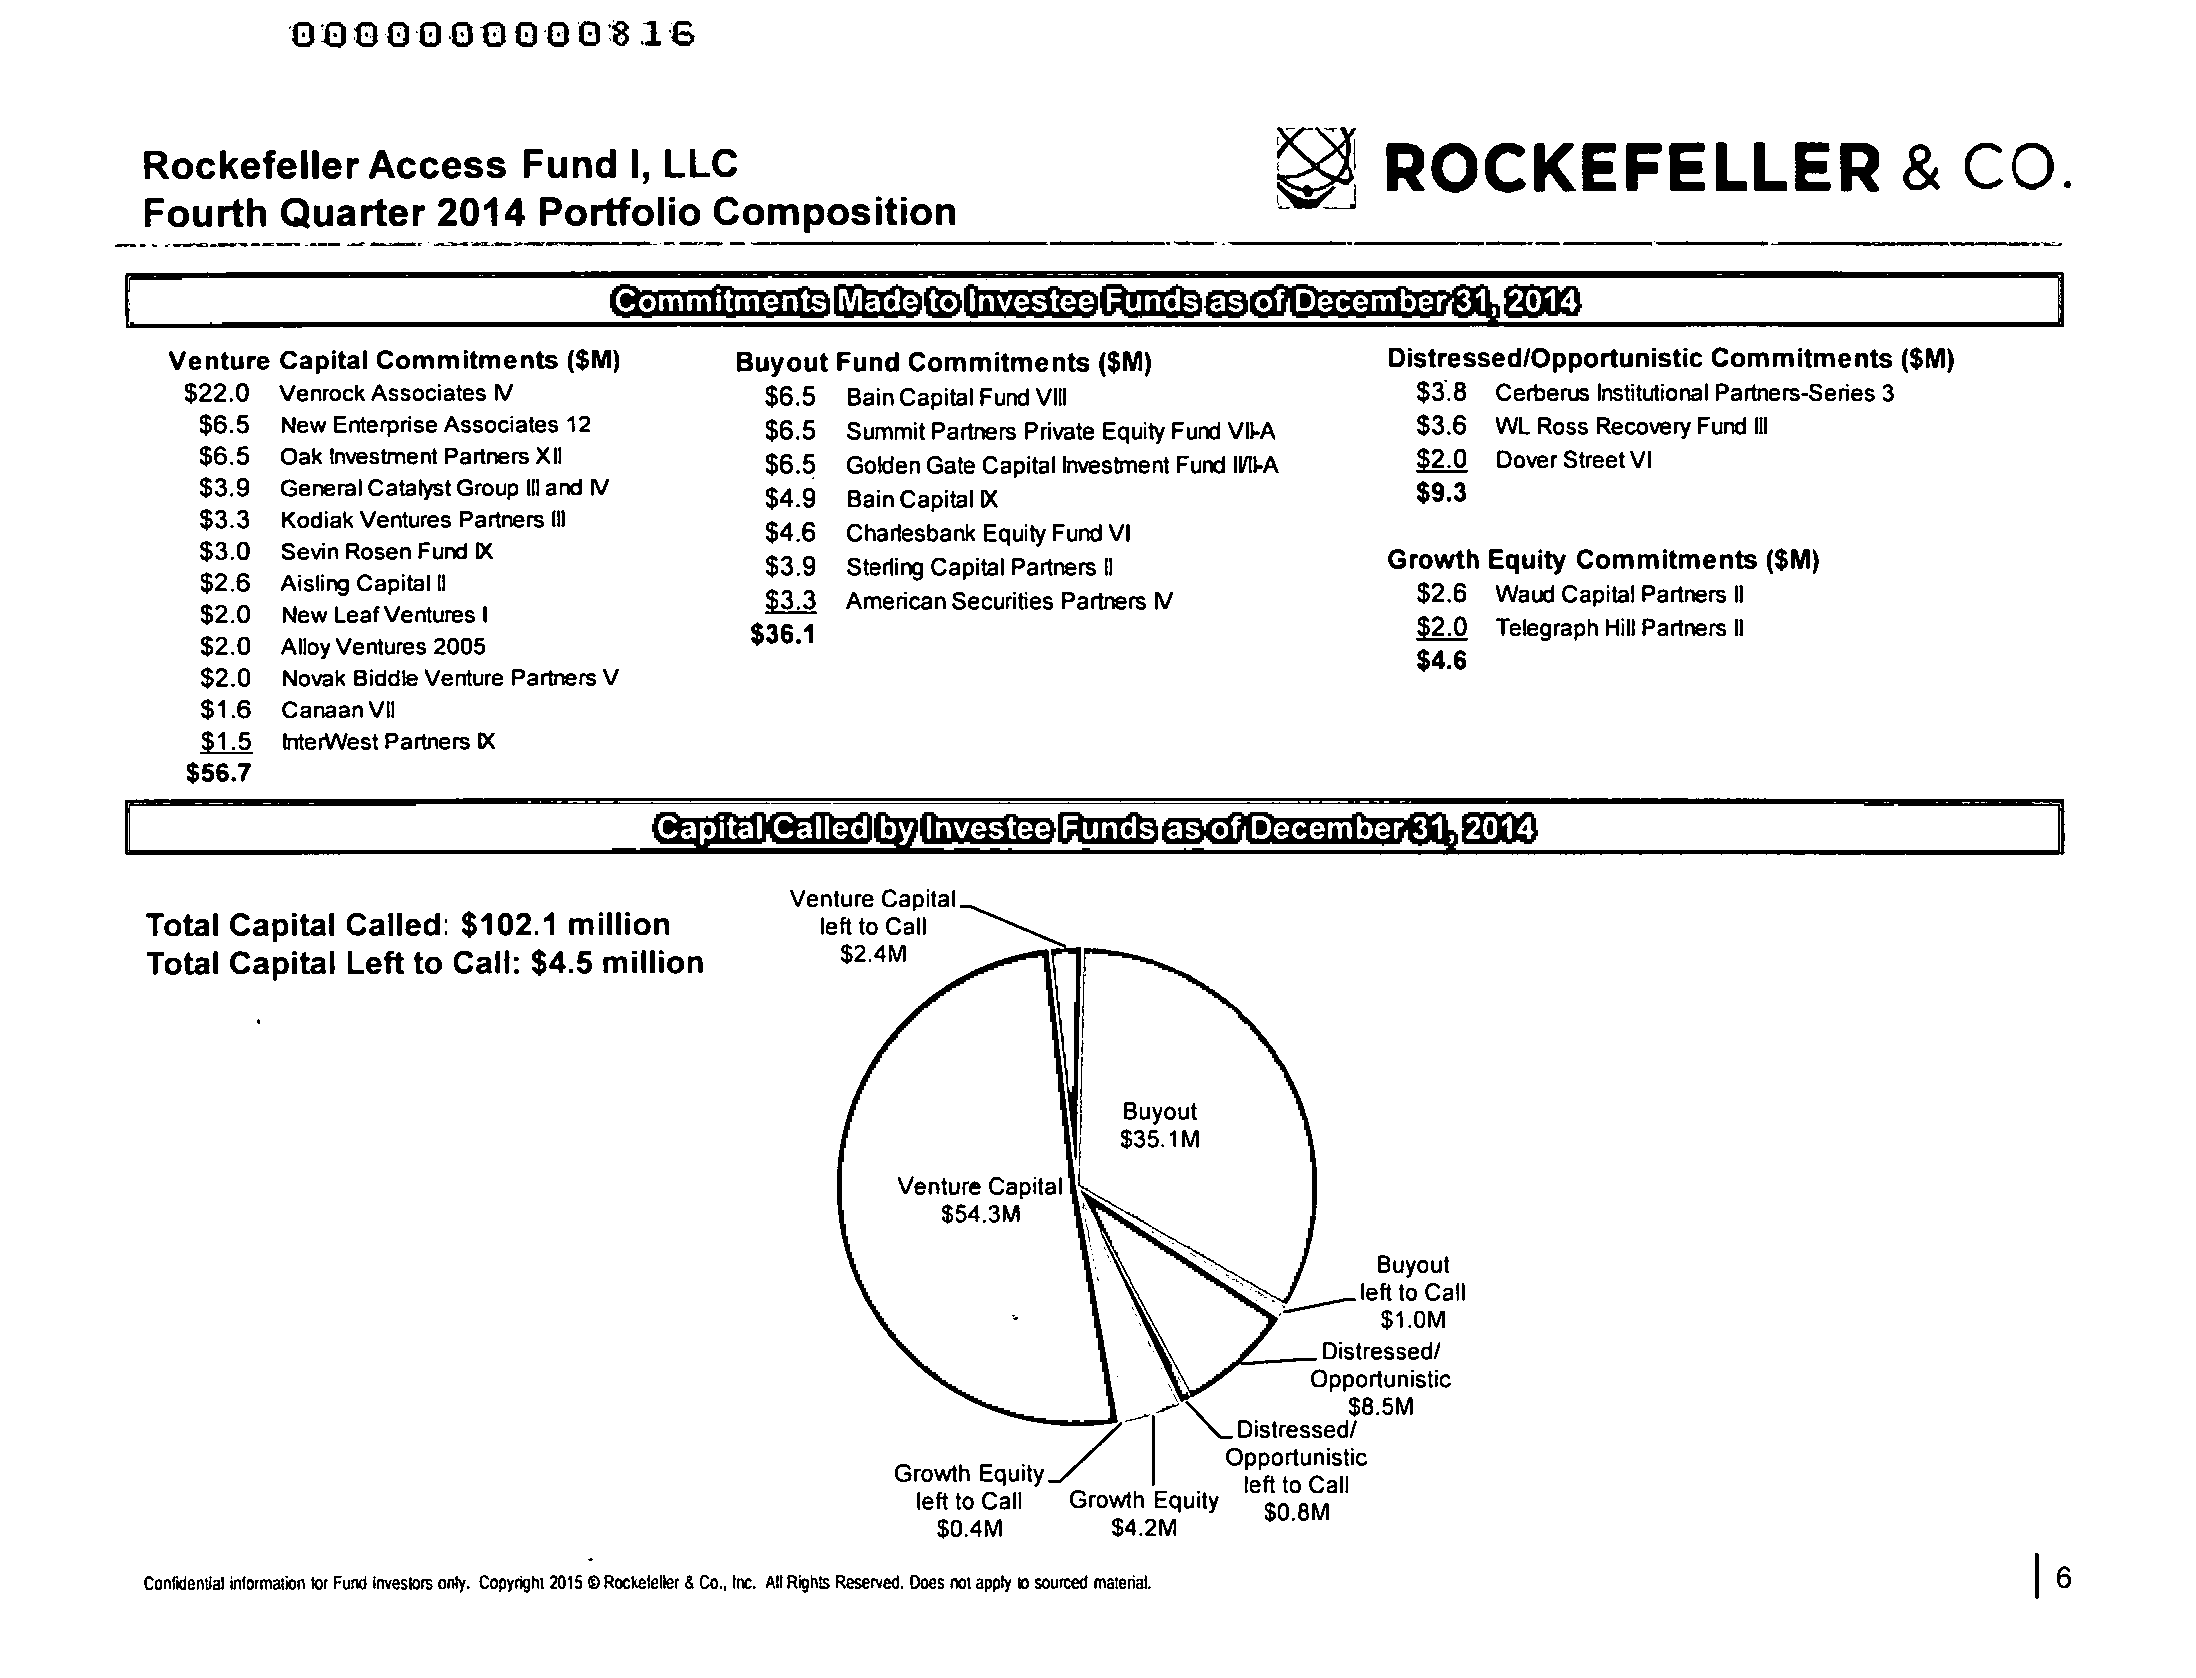 0000000000816
Rockefeller Access Fund I, LLC
Fourth Quarter 2014 Portfolio Composition
ROCKEFELLER & CO.
Commitments Made to Investee Funds as of December 31, 2014
Venture Capital Commitments ($M)
$22.0 Venrock Associates IV
$6.5 New Enterprise Associates 12
$6.5 Oak Investment Partners XII
$3.9 General Catalyst Group III and IV
$3.3 Kodiak Ventures Partners III
$3.0 Sevin Rosen Fund IX
$2.6 Aisling Capital II
$2.0 New Leaf Ventures I
$2.0 Alloy Ventures 2005
$2.0 Novak Biddle Venture Partners V
$1.6 Canaan VII
$1.5 InterWest Partners IX
$56.7
Buyout Fund Commitments ($M)
$6.5 Bain Capital Fund VIII
$6.5 Summit Partners Private Equity Fund VII-A
$6.5 Golden Gate Capital Investment Fund II/II-A
$4.9 Bain Capital IX
$4.6 Charlesbank Equity Fund VI
$3.9 Sterling Capital Partners II
$3.3 American Securities Partners IV
$36.1
Distressed/Opportunistic Commitments ($M)
$3.8 Cerberus Institutional Partners-Series 3
$3.6 WL Ross Recovery Fund III
$2.0 Dover Street VI
$9.3
Growth Equity Commitments ($M)
$2.6 Waud Capital Partners II
$2.0 Telegraph Hill Partners II
$4.6
Capital Called by Investee Funds as of December 31, 2014
Total Capital Called: $102.1 million
Total Capital Left to Call: $4.5 million
Venture Capital
left to Call
$2.4M
Buyout
$35.1M
Venture Capital
$54.3M
Buyout
left to Call
$1.0M
Distressed/
Opportunistic
$8.5M
Distressed/
Opportunistic
left to Call
$0.8M
Growth Equity
left to Call
$0.4M
Growth Equity
$4.2M
Confidential information for Fund investors only. Copyright 2015 © Rockefeller & Co., Inc. All Rights Reserved. Does not apply to sourced material.
6